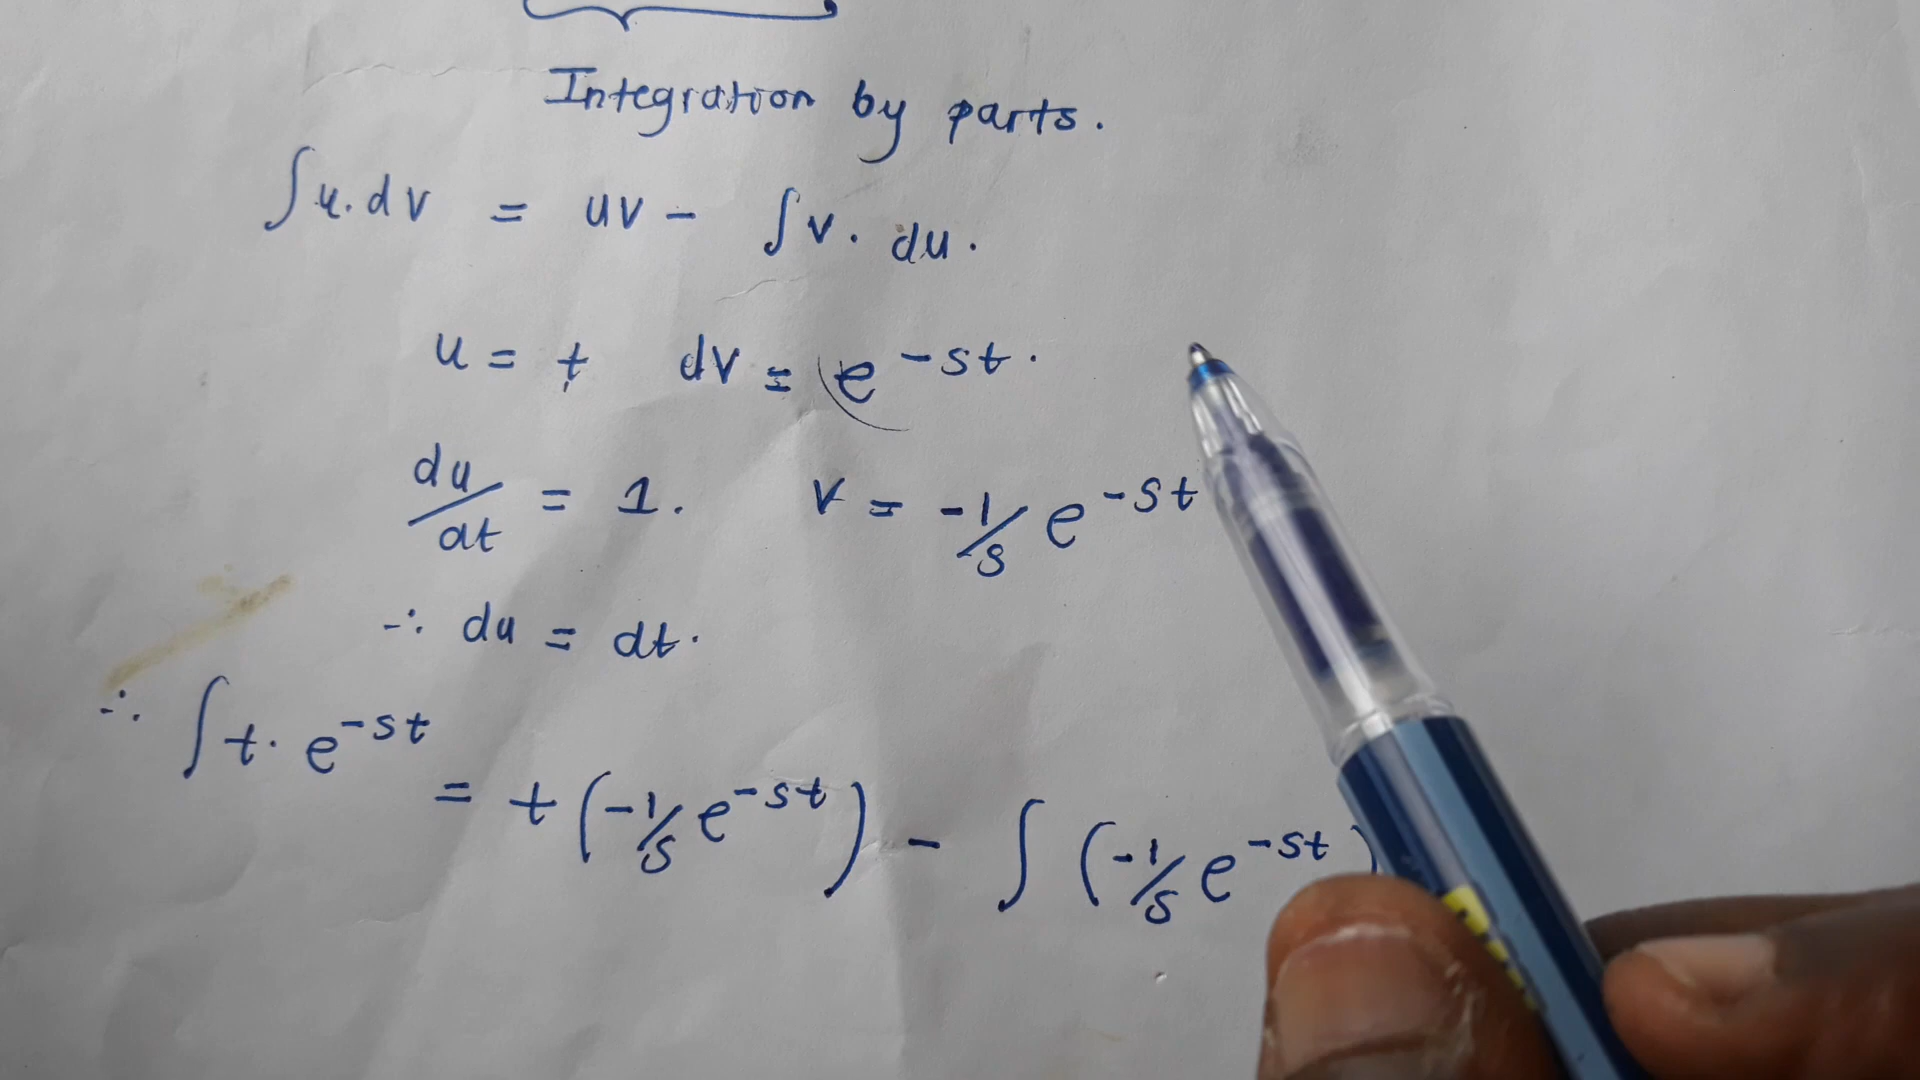 Integration by parts.
∫u.dv = uv - ∫v. du.
u = t dv = e^-st.
du/dt = 1. v = -1/s e^-st
∴ du = dt.
∴ ∫t. e^-st = t(-1/s e^-st) - ∫(-1/s e^-st)